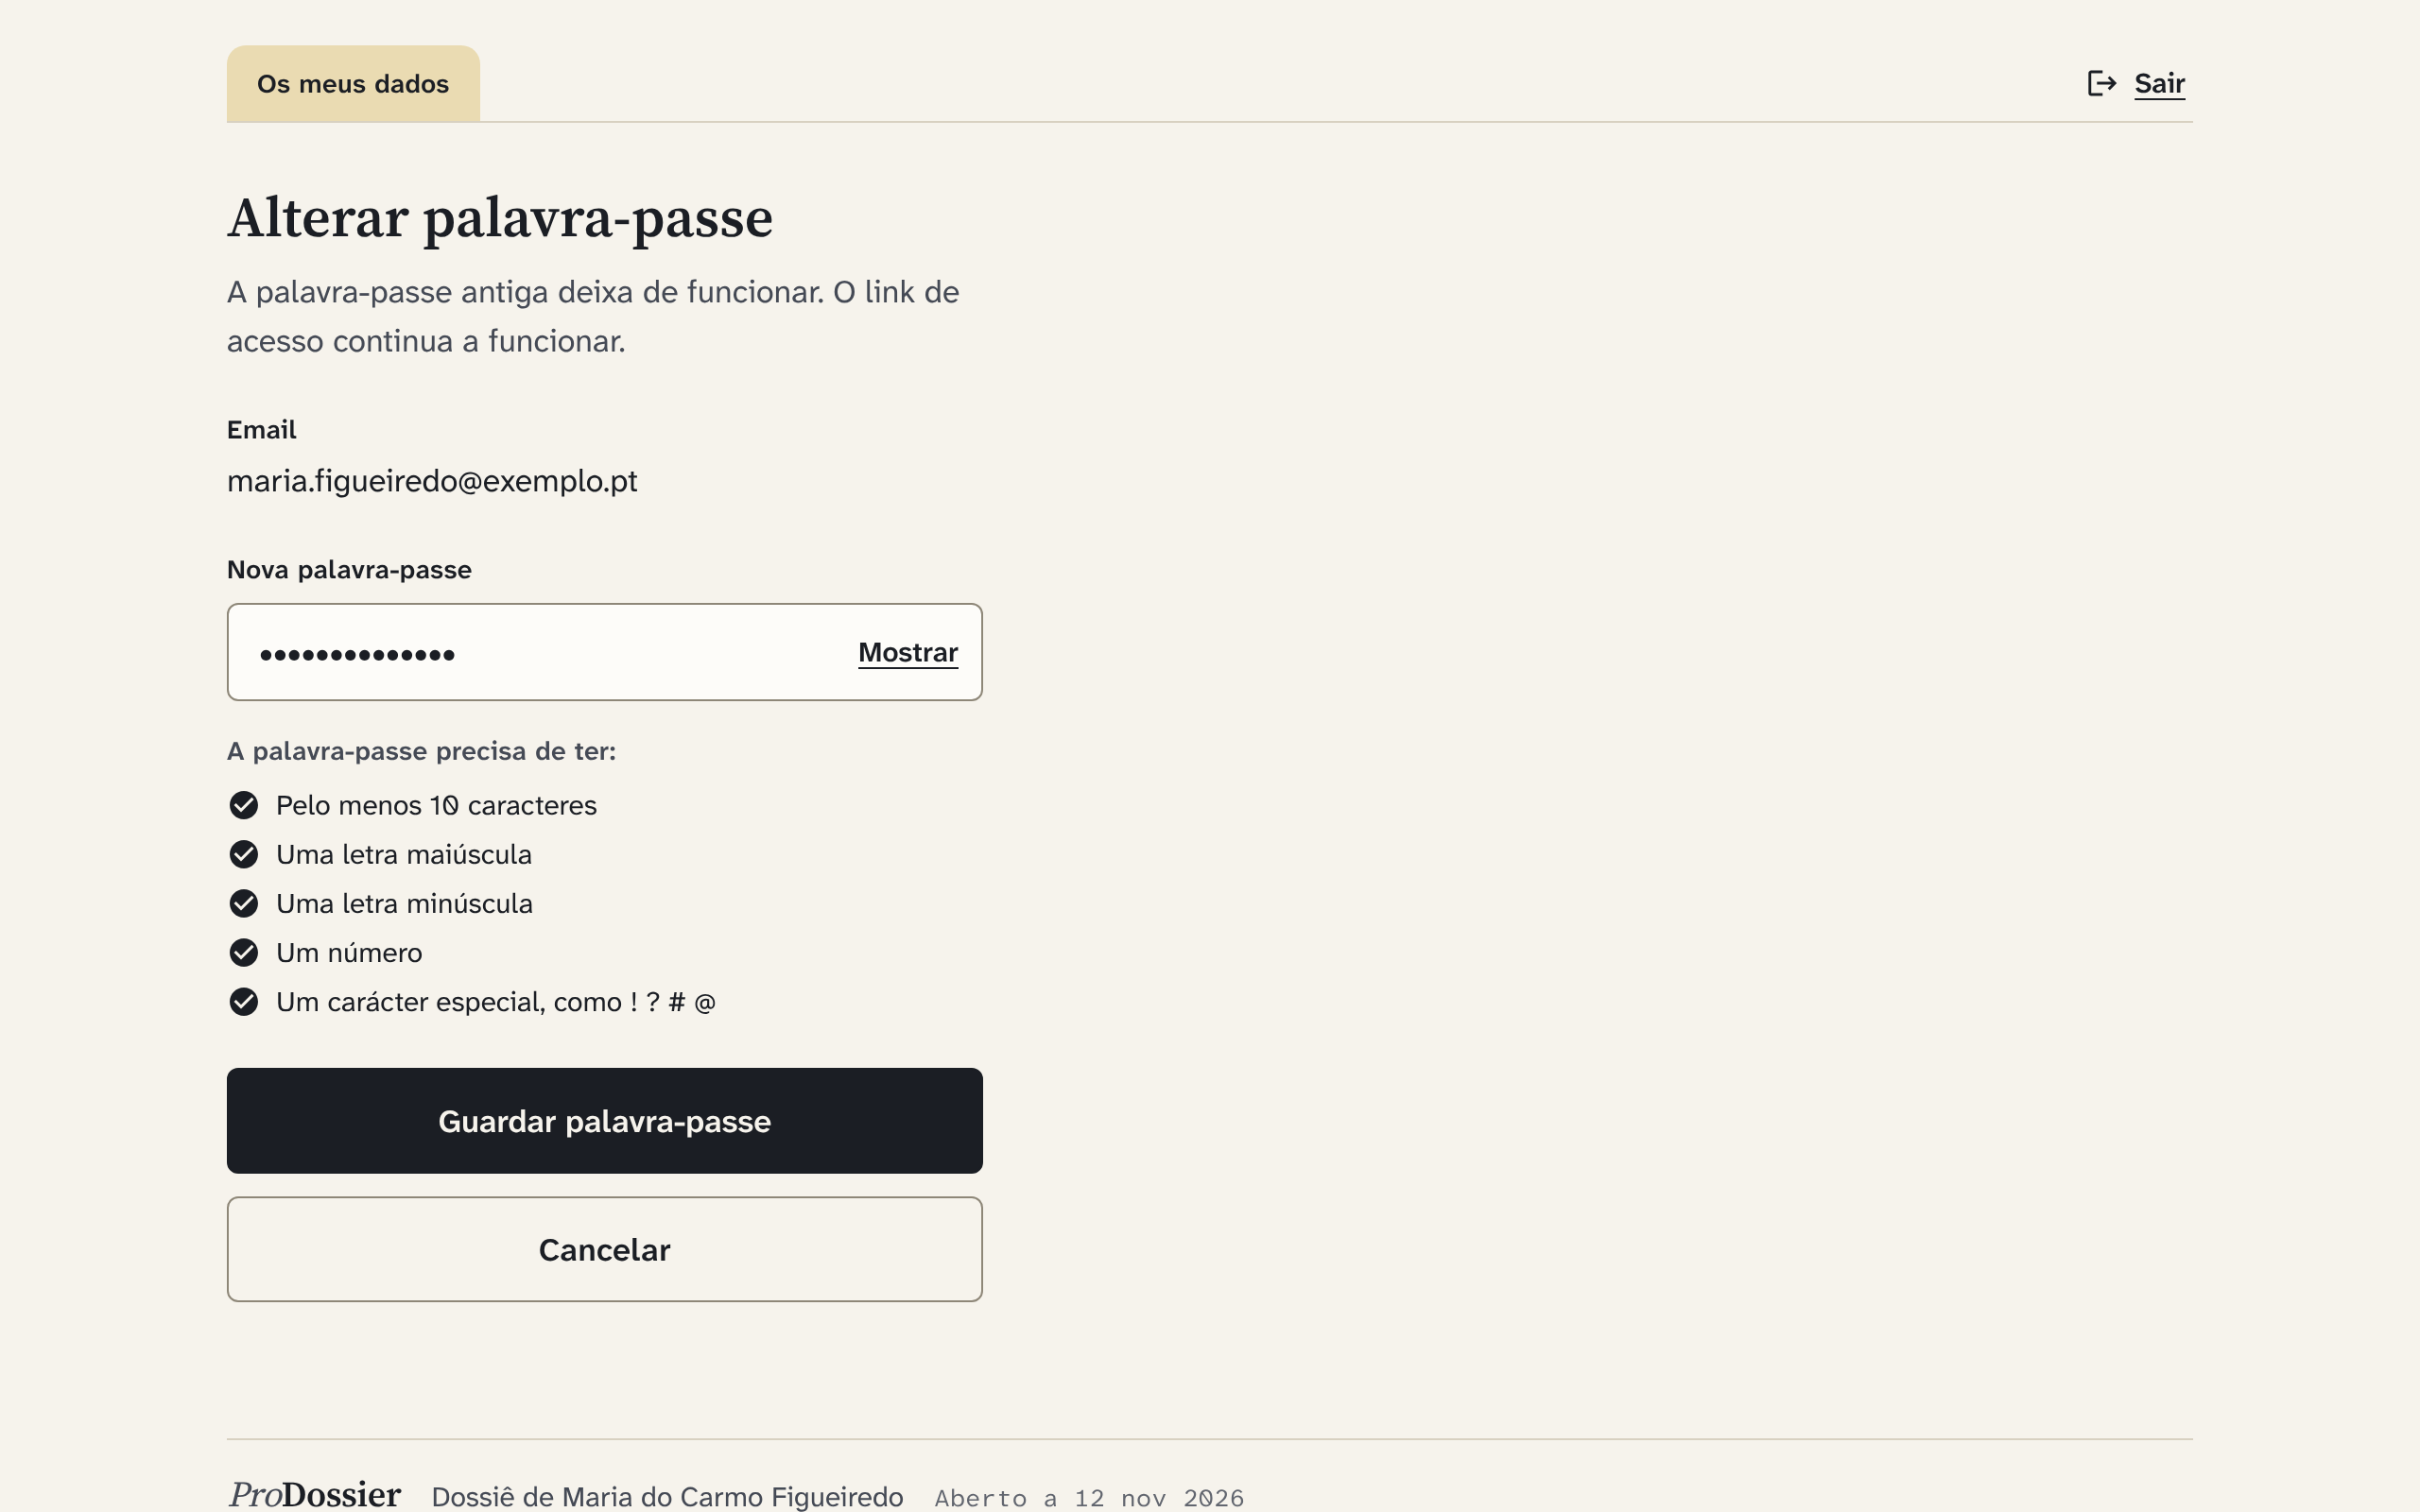 Os meus dados
Sair
Alterar palavra-passe
A palavra-passe antiga deixa de funcionar. O link de
acesso continua a funcionar.
Email
maria.figueiredo@exemplo.pt
Nova palavra-passe
••••••••••••••
Mostrar
A palavra-passe precisa de ter:
Pelo menos 10 caracteres
Uma letra maiúscula
Uma letra minúscula
Um número
Um carácter especial, como ! ? # @
Guardar palavra-passe
Cancelar
ProDossier Dossiê de Maria do Carmo Figueiredo Aberto a 12 nov 2026